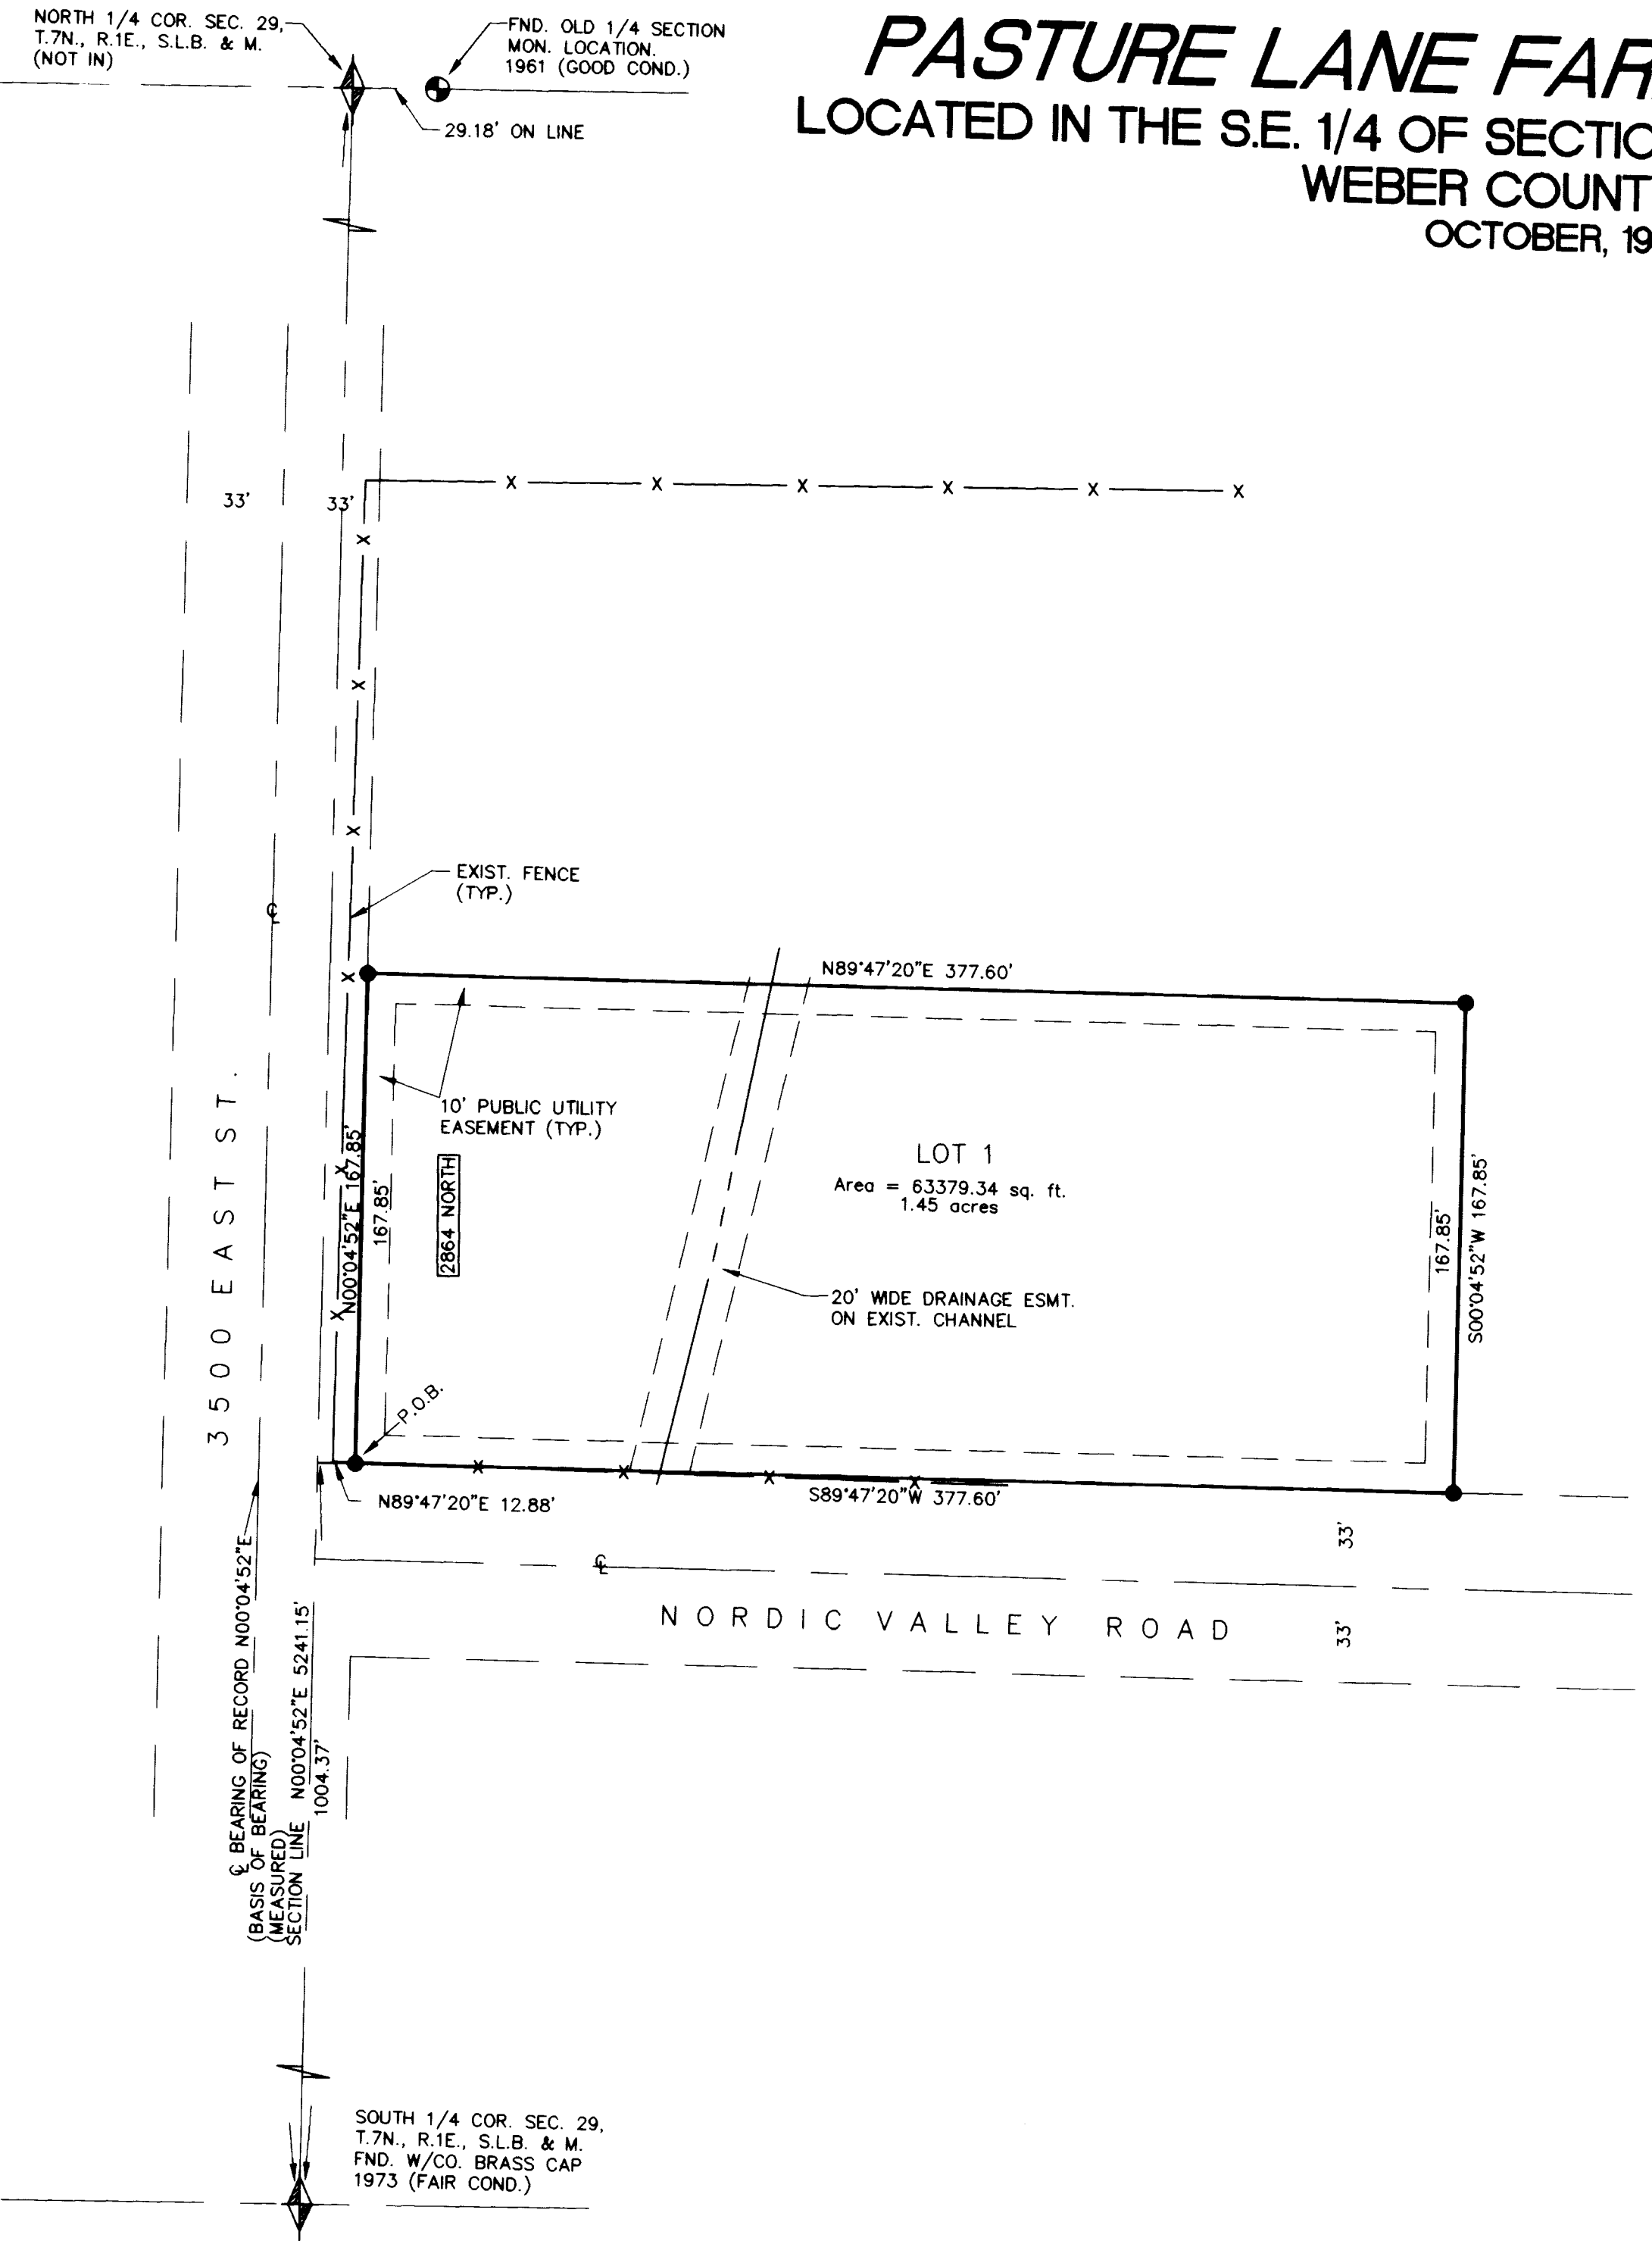 NORTH 1/4 COR. SEC. 29,
T.7N., R.1E., S.L.B. & M.
(NOT IN)
FND. OLD 1/4 SECTION
MON. LOCATION.
1961 (GOOD COND.)
29.18' ON LINE
PASTURE LANE FAR
LOCATED IN THE S.E. 1/4 OF SECTIO
WEBER COUNT
OCTOBER, 19
33'
33'
EXIST. FENCE
(TYP.)
N89°47'20"E 377.60'
10' PUBLIC UTILITY
EASEMENT (TYP.)
N00°04'52"E 167.85'
167.85'
2864 NORTH
LOT 1
Area = 63379.34 sq. ft.
1.45 acres
20' WIDE DRAINAGE ESMT.
ON EXIST. CHANNEL
167.85'
S00°04'52"W 167.85'
3500 EAST ST.
P.O.B.
N89°47'20"E 12.88'
S89°47'20"W 377.60'
33'
NORDIC VALLEY ROAD
33'
℄ BEARING OF RECORD N00°04'52"E
(BASIS OF BEARING)
(MEASURED)
SECTION LINE N00°04'52"E 5241.15'
1004.37'
SOUTH 1/4 COR. SEC. 29,
T.7N., R.1E., S.L.B. & M.
FND. W/CO. BRASS CAP
1973 (FAIR COND.)